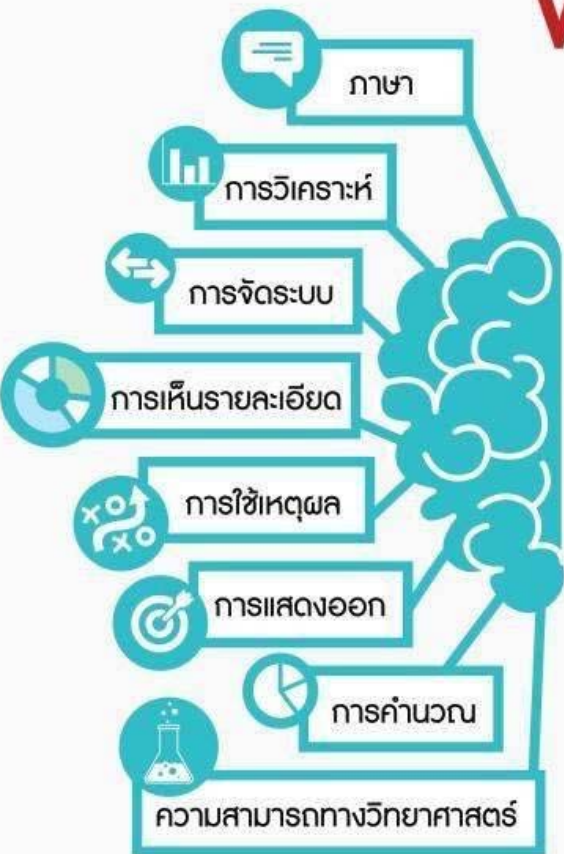 ภาษา
การวิเคราะห์
การจัดระบบ
การเห็นรายละเอียด
การใช้เหตุผล
การแสดงออก
การคำนวณ
ความสามารถทางวิทยาศาสตร์